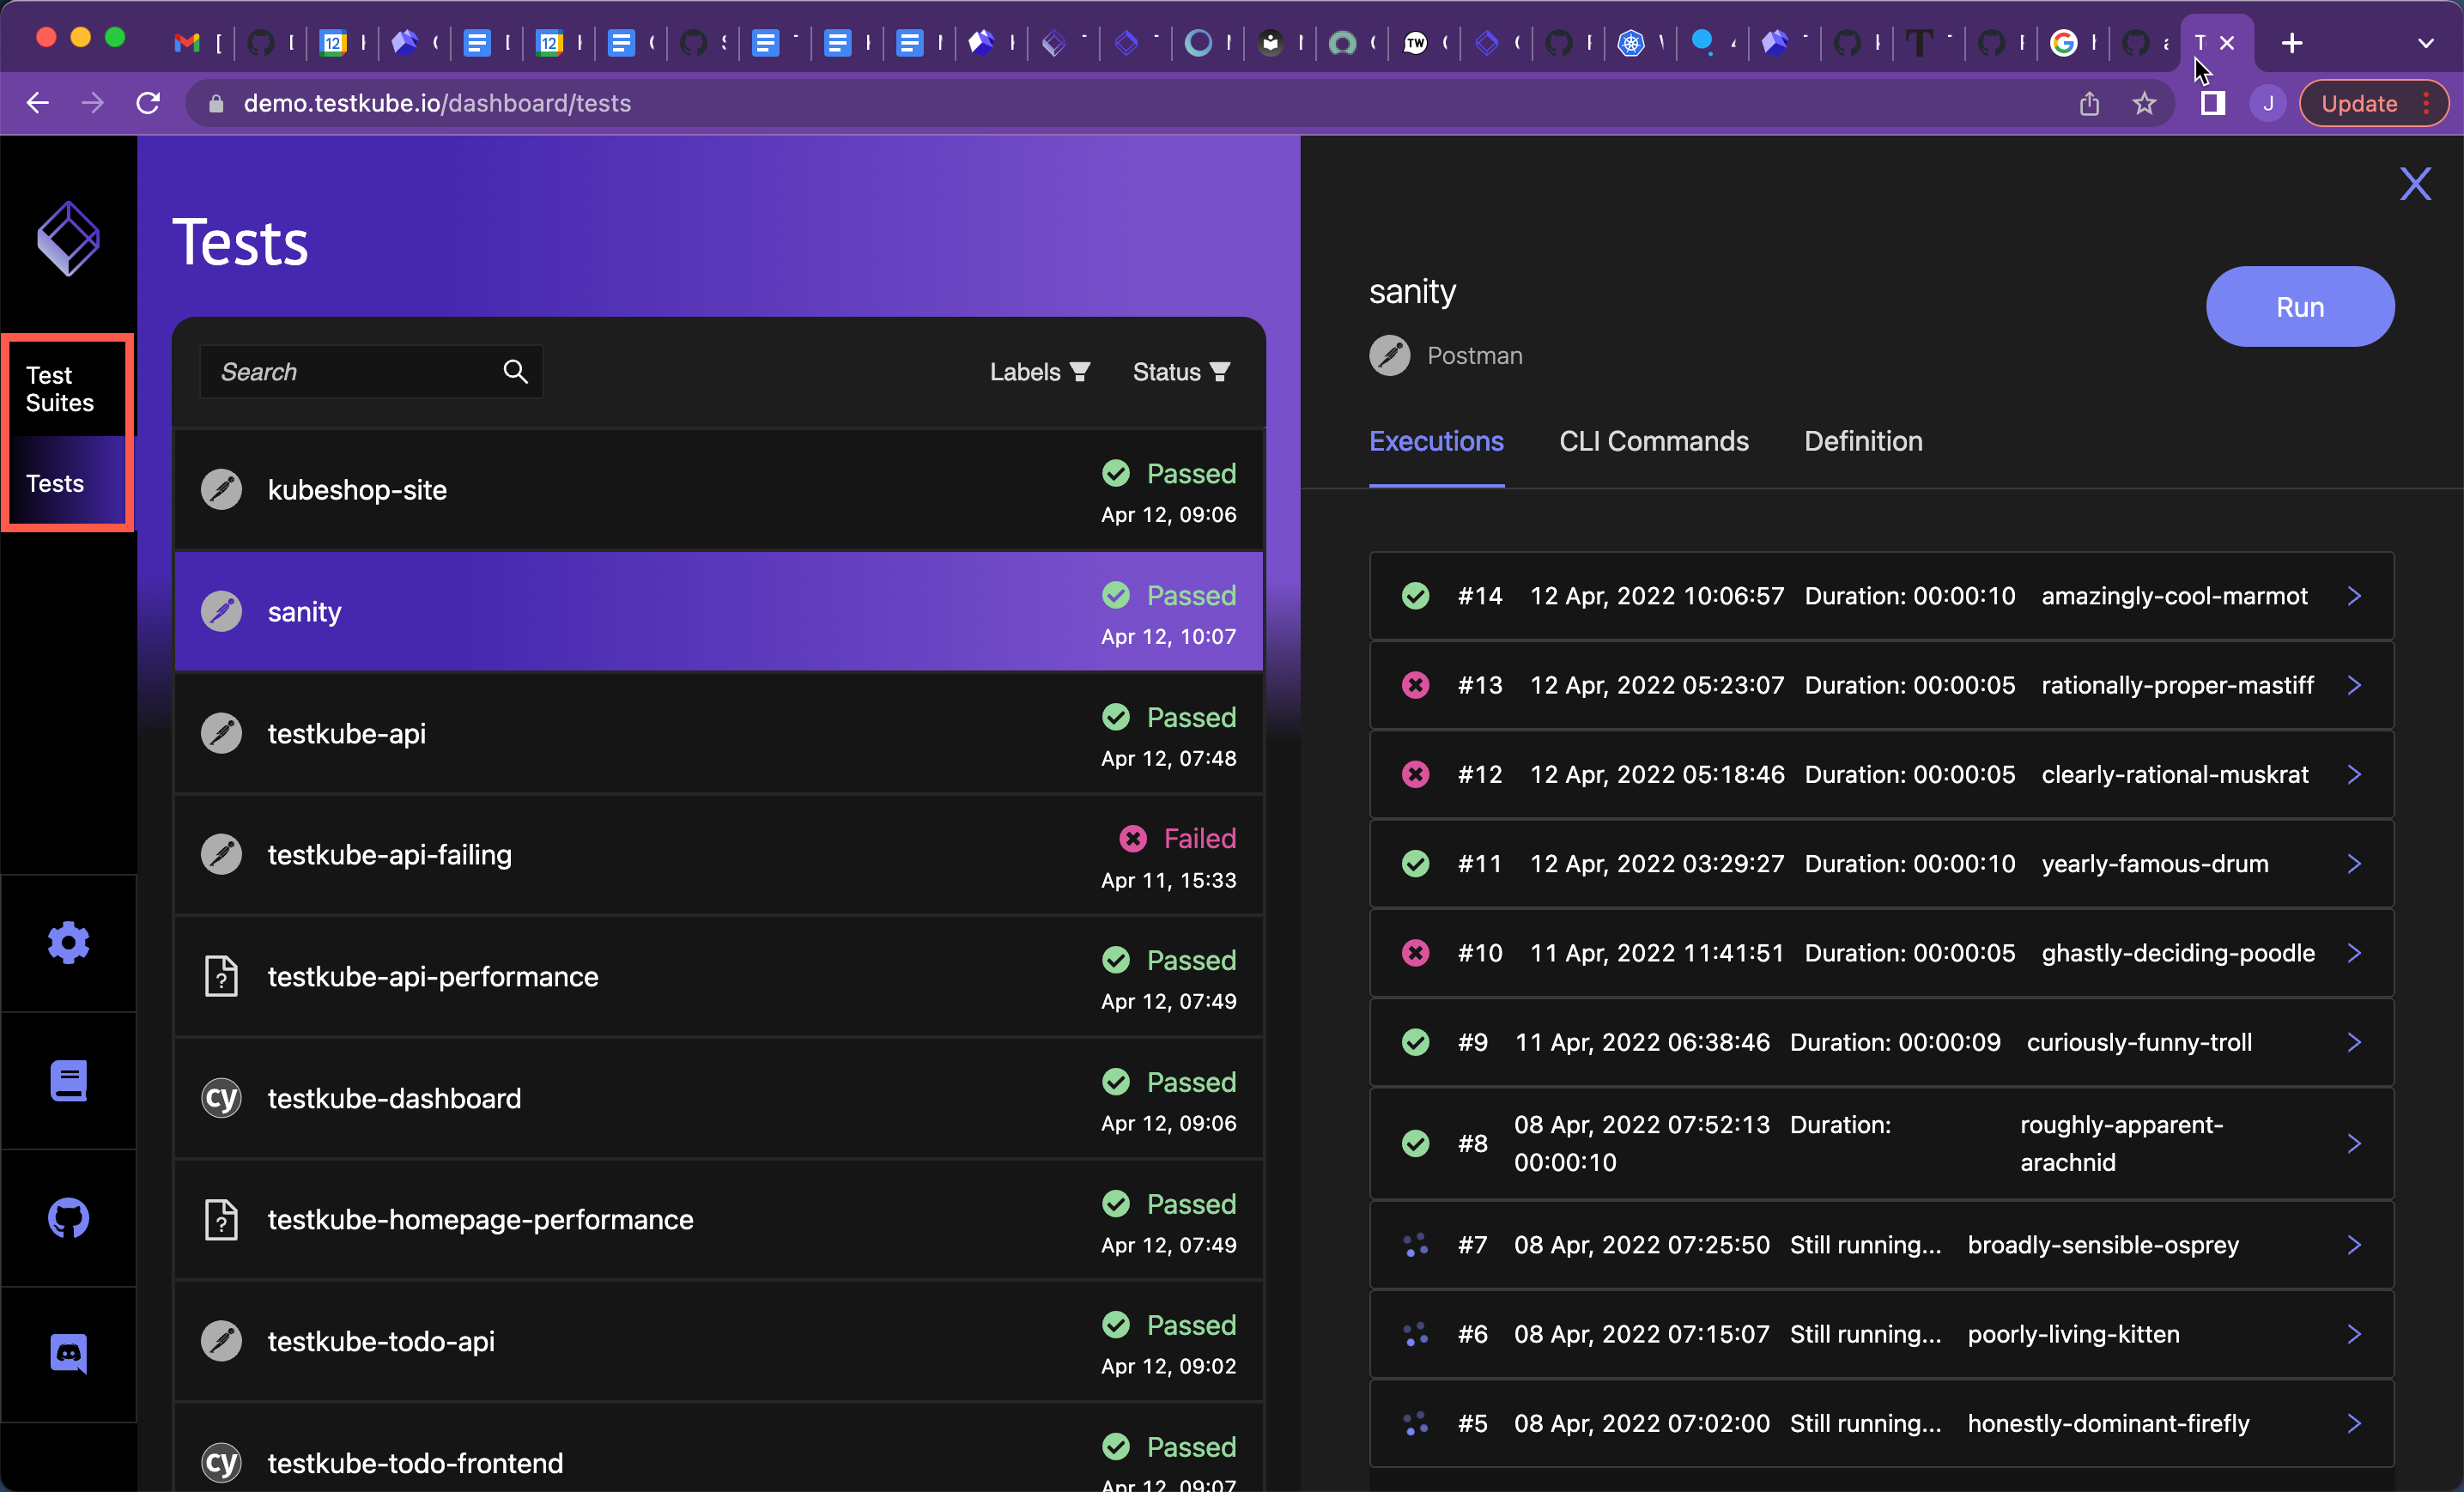 12
12
TW
T
demo.testkube.io/dashboard/tests
J
Update
Test
Suites
Tests
Tests
Search
Labels
Status
kubeshop-site
Passed
Apr 12, 09:06
sanity
Passed
Apr 12, 10:07
testkube-api
Passed
Apr 12, 07:48
testkube-api-failing
Failed
Apr 11, 15:33
?
testkube-api-performance
Passed
Apr 12, 07:49
cy
testkube-dashboard
Passed
Apr 12, 09:06
?
testkube-homepage-performance
Passed
Apr 12, 07:49
testkube-todo-api
Passed
Apr 12, 09:02
cy
testkube-todo-frontend
Passed
Apr 12, 09:07
X
sanity
Postman
Run
Executions
CLI Commands
Definition
#14 12 Apr, 2022 10:06:57 Duration: 00:00:10 amazingly-cool-marmot
#13 12 Apr, 2022 05:23:07 Duration: 00:00:05 rationally-proper-mastiff
#12 12 Apr, 2022 05:18:46 Duration: 00:00:05 clearly-rational-muskrat
#11 12 Apr, 2022 03:29:27 Duration: 00:00:10 yearly-famous-drum
#10 11 Apr, 2022 11:41:51 Duration: 00:00:05 ghastly-deciding-poodle
#9 11 Apr, 2022 06:38:46 Duration: 00:00:09 curiously-funny-troll
#8 08 Apr, 2022 07:52:13 Duration: roughly-apparent-
00:00:10 arachnid
#7 08 Apr, 2022 07:25:50 Still running... broadly-sensible-osprey
#6 08 Apr, 2022 07:15:07 Still running... poorly-living-kitten
#5 08 Apr, 2022 07:02:00 Still running... honestly-dominant-firefly